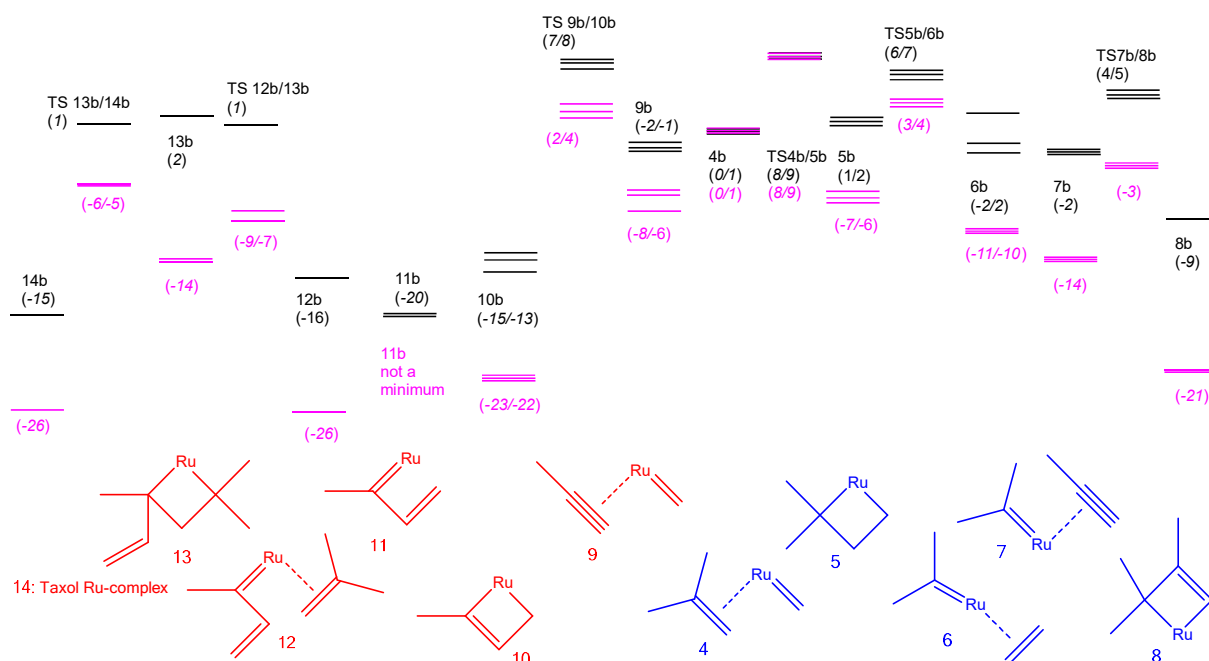 TS 13b/14b
(1)
13b
(2)
TS 12b/13b
(1)
TS 9b/10b
(7/8)
9b
(-2/-1)
4b
(0/1)
(0/1)
TS4b/5b
(8/9)
(8/9)
5b
(1/2)
TS5b/6b
(6/7)
6b
(-2/2)
7b
(-2)
TS7b/8b
(4/5)
8b
(-9)
(-6/-5)
(-14)
(-9/-7)
(2/4)
(-8/-6)
(-7/-6)
(3/4)
(-11/-10)
(-14)
(-3)
14b
(-15)
12b
(-16)
11b
(-20)
10b
(-15/-13)
11b
not a
minimum
(-23/-22)
(-21)
(-26)
(-26)
Ru
13
Ru
11
Ru
9
Ru
5
7
Ru
14: Taxol Ru-complex
Ru
12
Ru
10
Ru
4
Ru
6
Ru
8